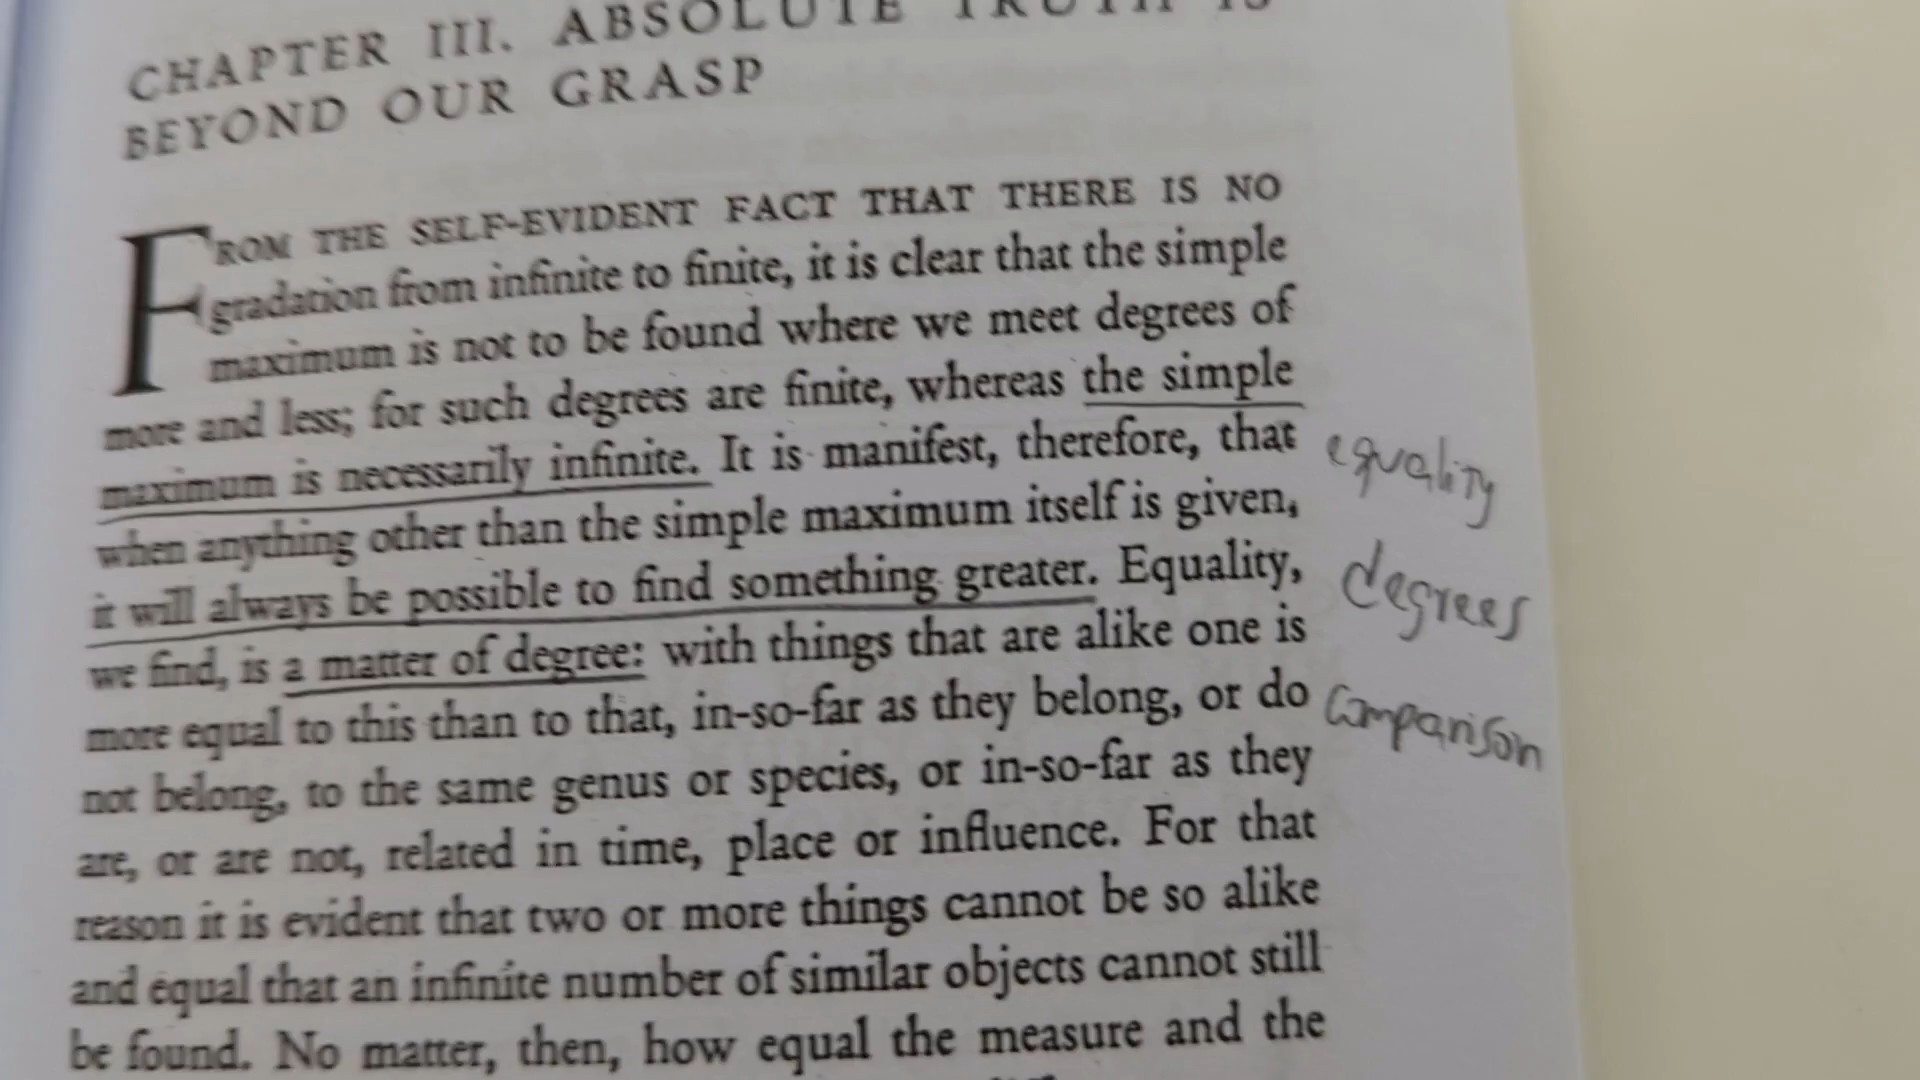 CHAPTER III. ABSOLUTE TRUTH IS
BEYOND OUR GRASP
FROM THE SELF-EVIDENT FACT THAT THERE IS NO
gradation from infinite to finite, it is clear that the simple
maximum is not to be found where we meet degrees of
more and less; for such degrees are finite, whereas the simple
maximum is necessarily infinite. It is manifest, therefore, that
when anything other than the simple maximum itself is given,
it will always be possible to find something greater. Equality,
we find, is a matter of degree: with things that are alike one is
more equal to this than to that, in-so-far as they belong, or do
not belong, to the same genus or species, or in-so-far as they
are, or are not, related in time, place or influence. For that
reason it is evident that two or more things cannot be so alike
and equal that an infinite number of similar objects cannot still
be found. No matter, then, how equal the measure and the
equality
degrees
Comparison